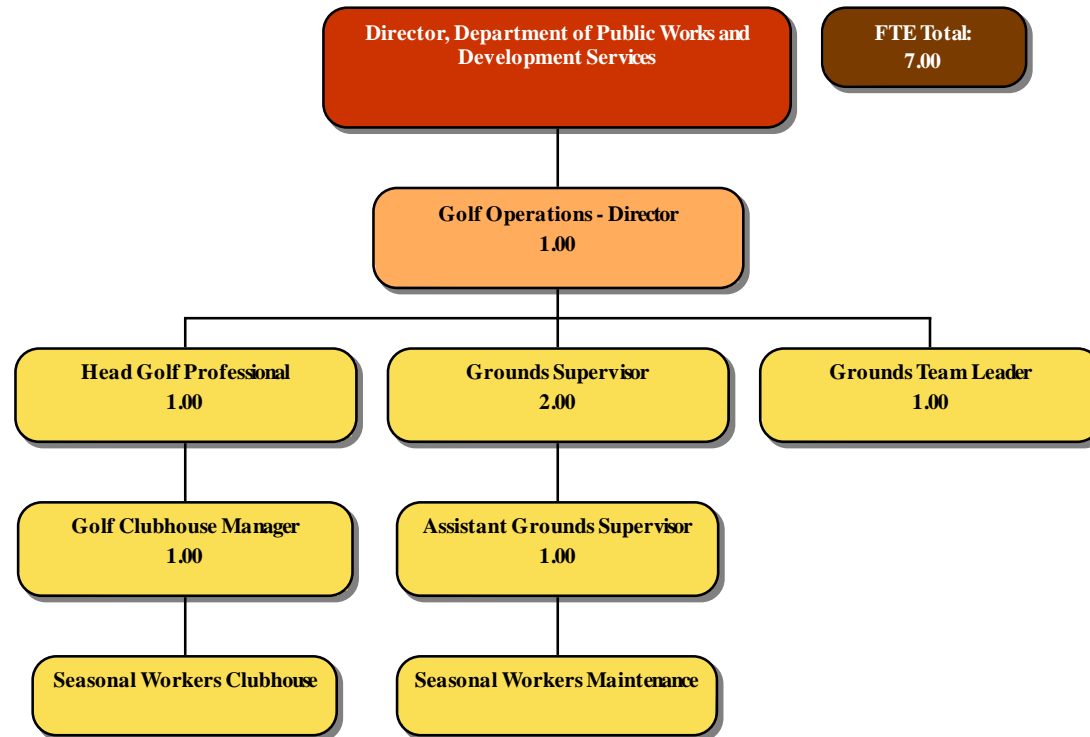 Director, Department of Public Works and
Development Services
FTE Total:
7.00
Golf Operations - Director
1.00
Head Golf Professional
1.00
Grounds Supervisor
2.00
Grounds Team Leader
1.00
Golf Clubhouse Manager
1.00
Assistant Grounds Supervisor
1.00
Seasonal Workers Clubhouse
Seasonal Workers Maintenance